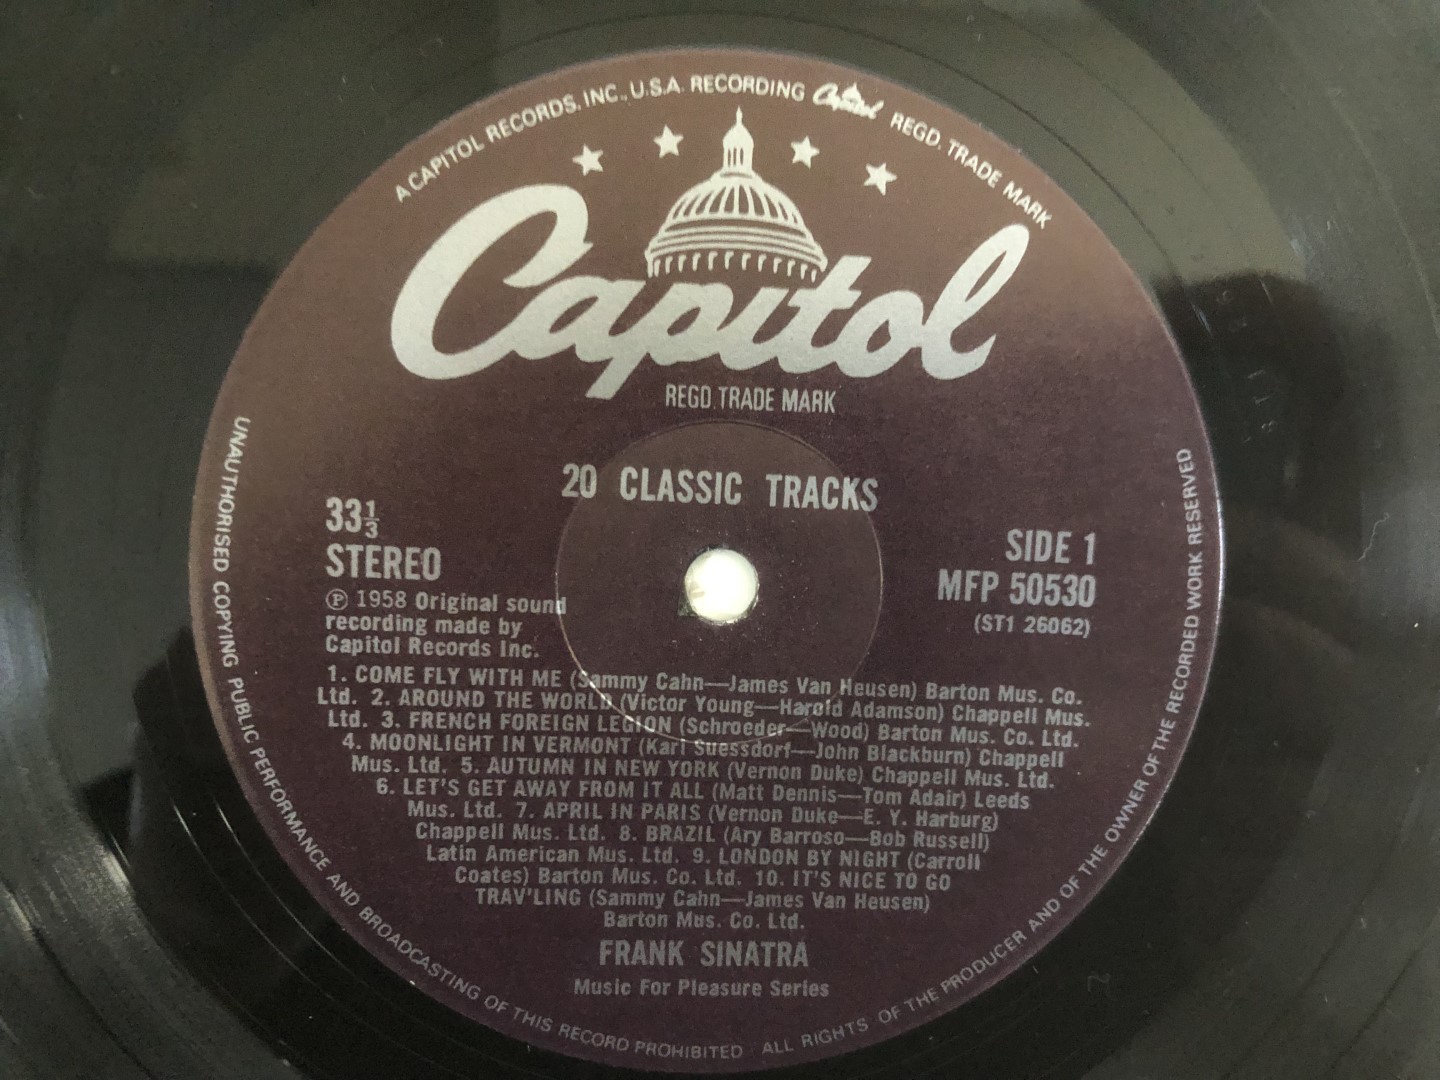 A CAPITOL RECORDS, INC., U.S.A. RECORDING Capitol REGD. TRADE MARK
Capitol
REGD. TRADE MARK
20 CLASSIC TRACKS
33⅓
STEREO
SIDE 1
MFP 50530
(ST1 26062)
Ⓟ 1958 Original sound
recording made by
Capitol Records Inc.
1. COME FLY WITH ME (Sammy Cahn—James Van Heusen) Barton Mus. Co.
Ltd. 2. AROUND THE WORLD (Victor Young—Harold Adamson) Chappell Mus.
Ltd. 3. FRENCH FOREIGN LEGION (Schroeder—Wood) Barton Mus. Co. Ltd.
4. MOONLIGHT IN VERMONT (Karl Suessdorf—John Blackburn) Chappell
Mus. Ltd. 5. AUTUMN IN NEW YORK (Vernon Duke) Chappell Mus. Ltd.
6. LET'S GET AWAY FROM IT ALL (Matt Dennis—Tom Adair) Leeds
Mus. Ltd. 7. APRIL IN PARIS (Vernon Duke—E. Y. Harburg)
Chappell Mus. Ltd. 8. BRAZIL (Ary Barroso—Bob Russell)
Latin American Mus. Ltd. 9. LONDON BY NIGHT (Carroll
Coates) Barton Mus. Co. Ltd. 10. IT'S NICE TO GO
TRAV'LING (Sammy Cahn—James Van Heusen)
Barton Mus. Co. Ltd.
FRANK SINATRA
Music For Pleasure Series
UNAUTHORISED COPYING PUBLIC PERFORMANCE AND BROADCASTING OF THIS RECORD PROHIBITED · ALL RIGHTS OF THE PRODUCER AND OF THE OWNER OF THE RECORDED WORK RESERVED